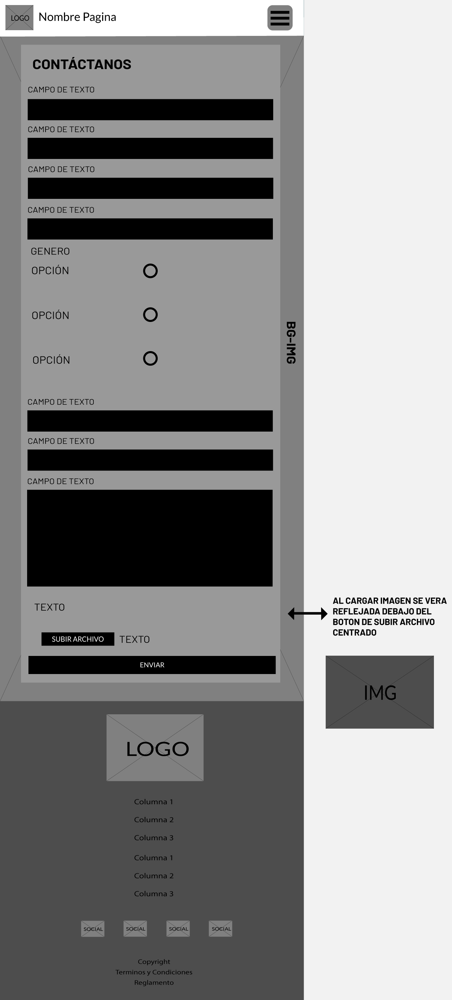 LOGO
Nombre Pagina
CONTÁCTANOS
CAMPO DE TEXTO
CAMPO DE TEXTO
CAMPO DE TEXTO
CAMPO DE TEXTO
GENERO
OPCIÓN
OPCIÓN
BG-IMG
OPCIÓN
CAMPO DE TEXTO
CAMPO DE TEXTO
CAMPO DE TEXTO
TEXTO
AL CARGAR IMAGEN SE VERA
REFLEJADA DEBAJO DEL
BOTON DE SUBIR ARCHIVO
CENTRADO
SUBIR ARCHIVO
TEXTO
ENVIAR
IMG
LOGO
Columna 1
Columna 2
Columna 3
Columna 1
Columna 2
Columna 3
SOCIAL
SOCIAL
SOCIAL
SOCIAL
Copyright
Terminos y Condiciones
Reglamento